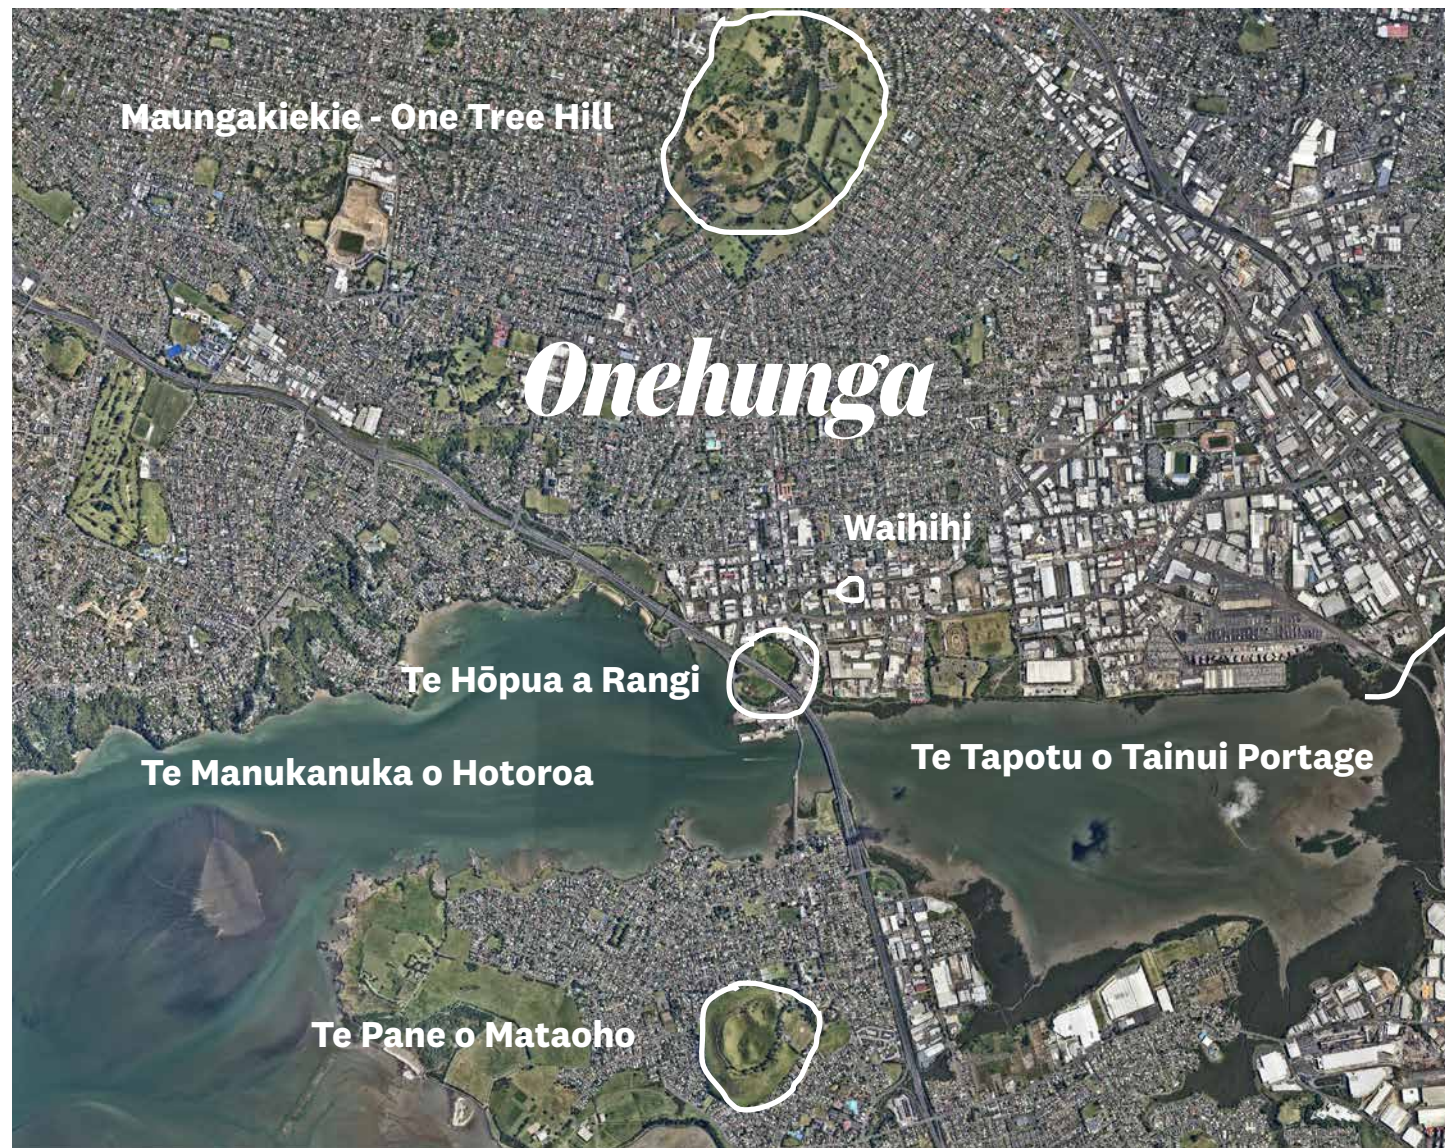 Maungakiekie - One Tree Hill
Onehunga
Waihihi
Te Hōpua a Rangi
Te Tapotu o Tainui Portage
Te Manukanuka o Hotoroa
Te Pane o Mataoho